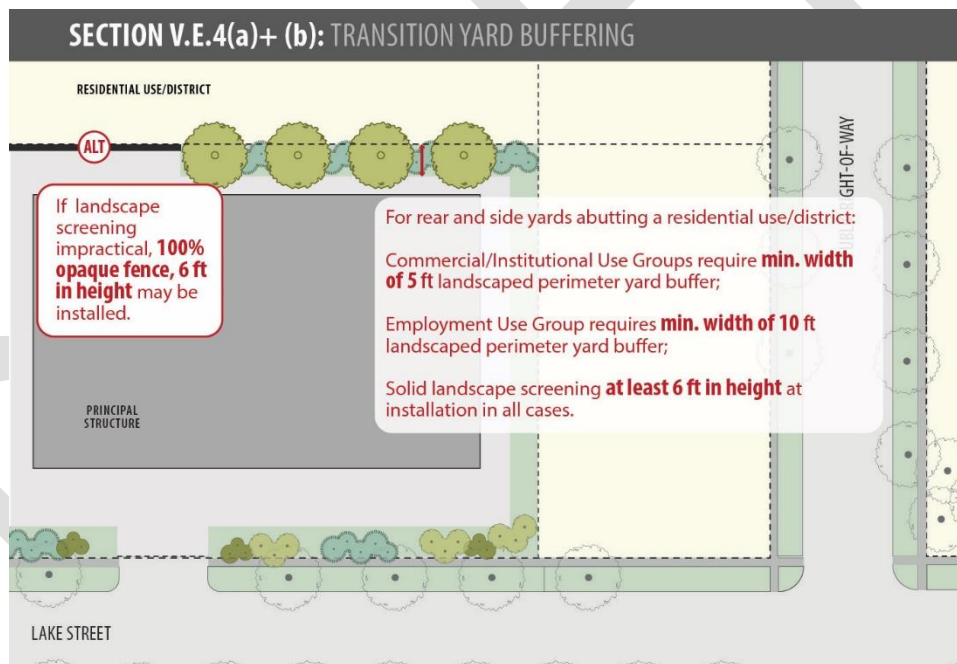 SECTION V.E.4(a)+ (b): TRANSITION YARD BUFFERING
RESIDENTIAL USE/DISTRICT
ALT
If landscape
screening
impractical, 100%
opaque fence, 6 ft
in height may be
installed.
For rear and side yards abutting a residential use/district:
Commercial/Institutional Use Groups require min. width
of 5 ft landscaped perimeter yard buffer;
Employment Use Group requires min. width of 10 ft
landscaped perimeter yard buffer;
Solid landscape screening at least 6 ft in height at
installation in all cases.
GHT-OF-WAY
PRINCIPAL
STRUCTURE
LAKE STREET